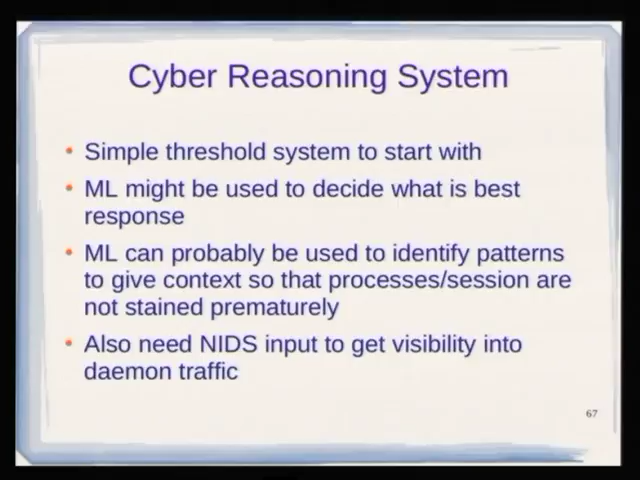 Cyber Reasoning System
• Simple threshold system to start with
• ML might be used to decide what is best
response
• ML can probably be used to identify patterns
to give context so that processes/session are
not stained prematurely
• Also need NIDS input to get visibility into
daemon traffic
67